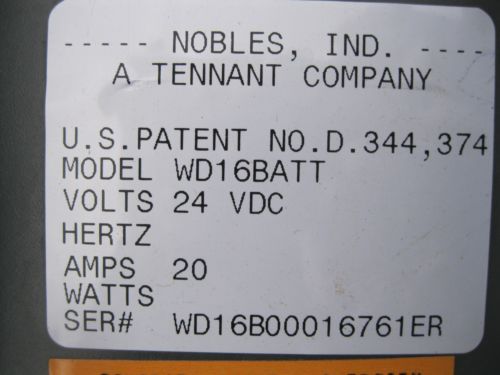 ----- NOBLES, IND. ----
A TENNANT COMPANY
U.S.PATENT NO.D.344,374
MODEL WD16BATT
VOLTS 24 VDC
HERTZ
AMPS 20
WATTS
SER# WD16B00016761ER